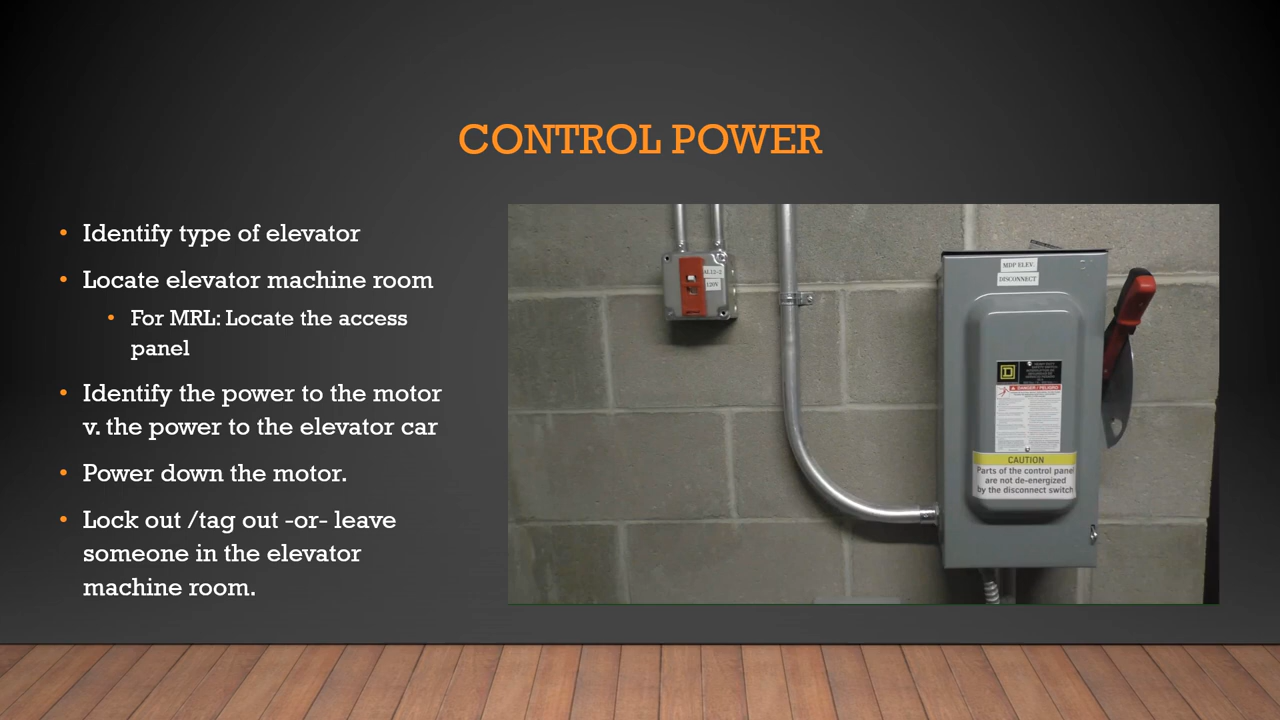 CONTROL POWER
Identify type of elevator
Locate elevator machine room
For MRL: Locate the access
panel
Identify the power to the motor
v. the power to the elevator car
Power down the motor.
Lock out /tag out -or- leave
someone in the elevator
machine room.
120V
MDP ELEV.
DISCONNECT
DANGER / PELIGRO
CAUTION
Parts of the control panel
are not de-energized
by the disconnect switch